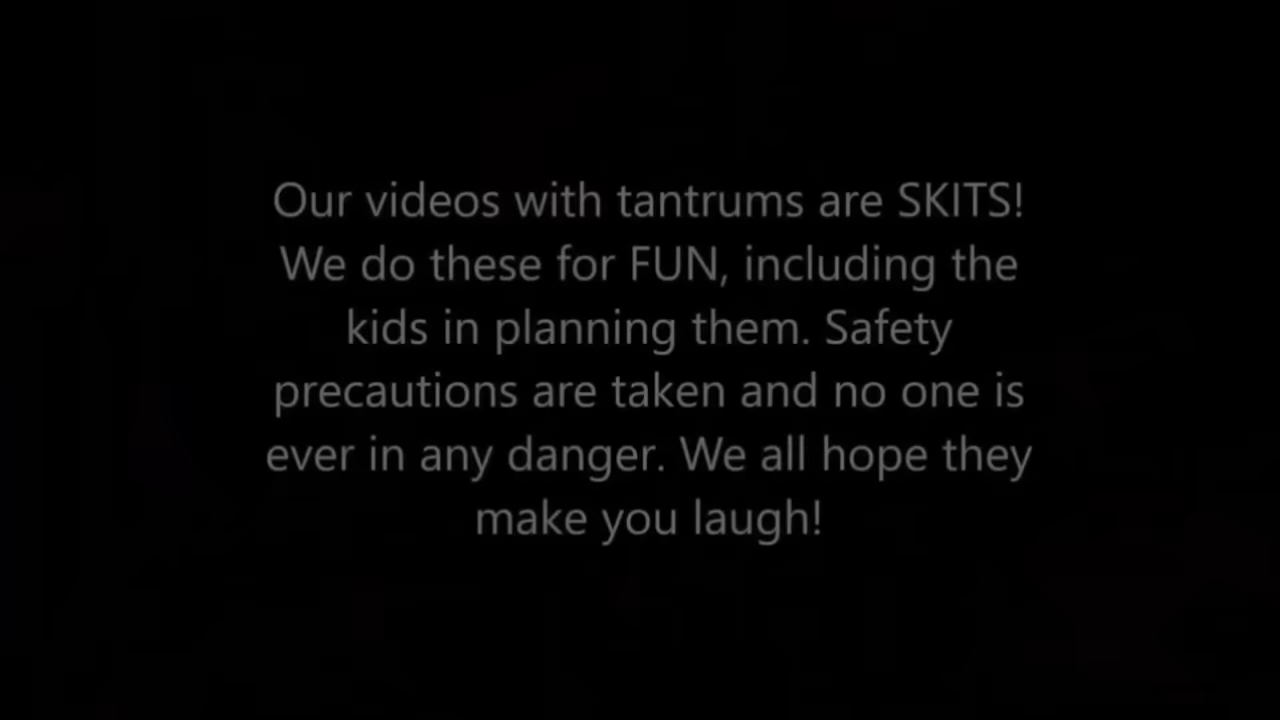 Our videos with tantrums are SKITS!
We do these for FUN, including the
kids in planning them. Safety
precautions are taken and no one is
ever in any danger. We all hope they
make you laugh!